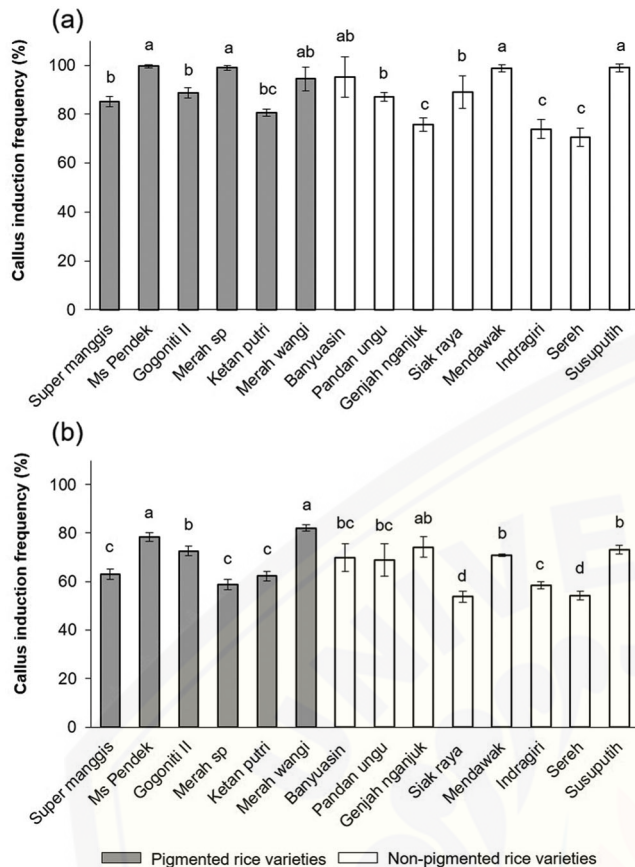 (a)
Callus induction frequency (%)
100
80
60
40
20
0
b
a
b
a
bc
ab
ab
b
c
b
a
c
c
a
Super manggis
Ms Pendek
Gogoniti II
Merah sp
Ketan putri
Merah wangi
Banyuasin
Pandan ungu
Genjah nganjuk
Siak raya
Mendawak
Indragiri
Sereh
Susuputih
(b)
Callus induction frequency (%)
100
80
60
40
20
0
c
a
b
c
c
a
bc
bc
ab
d
b
c
d
b
Super manggis
Ms Pendek
Gogoniti II
Merah sp
Ketan putri
Merah wangi
Banyuasin
Pandan ungu
Genjah nganjuk
Siak raya
Mendawak
Indragiri
Sereh
Susuputih
Pigmented rice varieties
Non-pigmented rice varieties